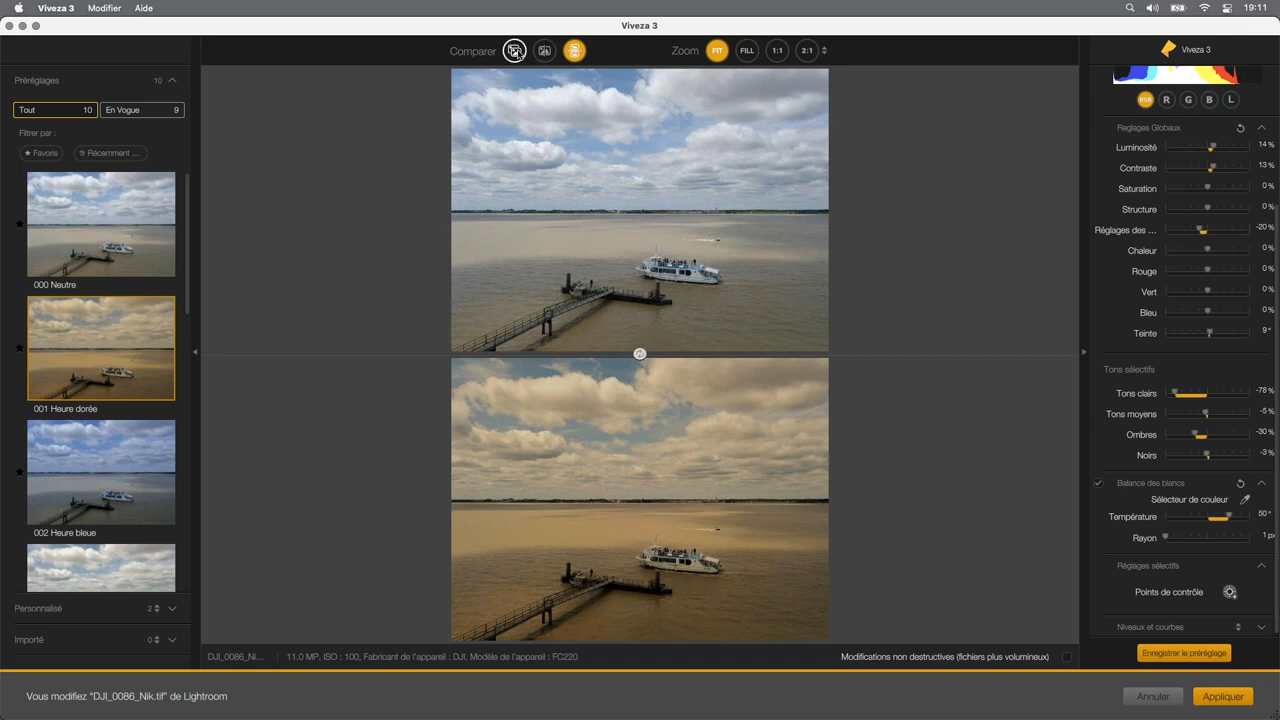 Viveza 3 Modifier Aide 19:11
Viveza 3
Comparer Zoom FIT FILL 1:1 2:1
Viveza 3
Préréglages 10
Tout 10 En Vogue 9
Filtrer par :
★ Favoris Récemment ...
000 Neutre
001 Heure dorée
002 Heure bleue
Personnalisé 2
Importé 0
RGB R G B L
Reglages Globaux
Luminosité 14 %
Contraste 13 %
Saturation 0 %
Structure 0 %
Réglages des ... -20 %
Chaleur 0 %
Rouge 0 %
Vert 0 %
Bleu 0 %
Teinte 9 °
Tons sélectifs
Tons clairs -78 %
Tons moyens -5 %
Ombres -30 %
Noirs -3 %
Balance des blancs
Sélecteur de couleur
Température 50 °
Rayon 1 px
Réglages sélectifs
Points de contrôle
Niveaux et courbes
Enregistrer le préréglage
DJI_0086_Ni... 11.0 MP, ISO : 100, Fabricant de l'appareil : DJI, Modèle de l'appareil : FC220 Modifications non destructives (fichiers plus volumineux)
Vous modifiez “DJI_0086_Nik.tif” de Lightroom Annuler Appliquer